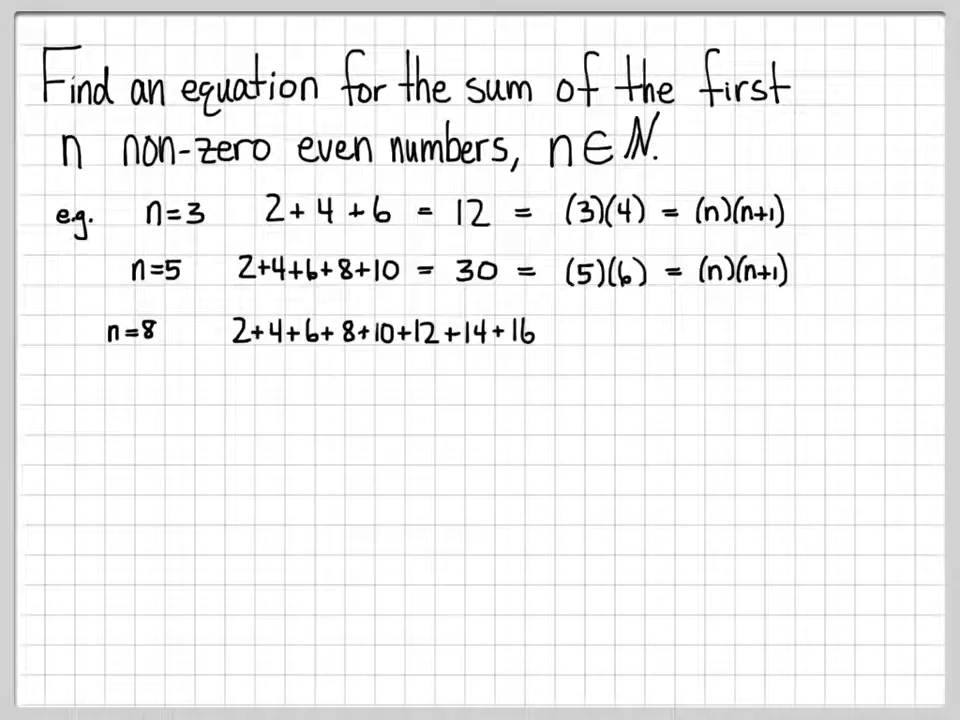 Find an equation for the sum of the first
n non-zero even numbers, n∈ℕ.
e.g. n=3 2+4+6 = 12 = (3)(4) = (n)(n+1)
n=5 2+4+6+8+10 = 30 = (5)(6) = (n)(n+1)
n=8 2+4+6+8+10+12+14+16